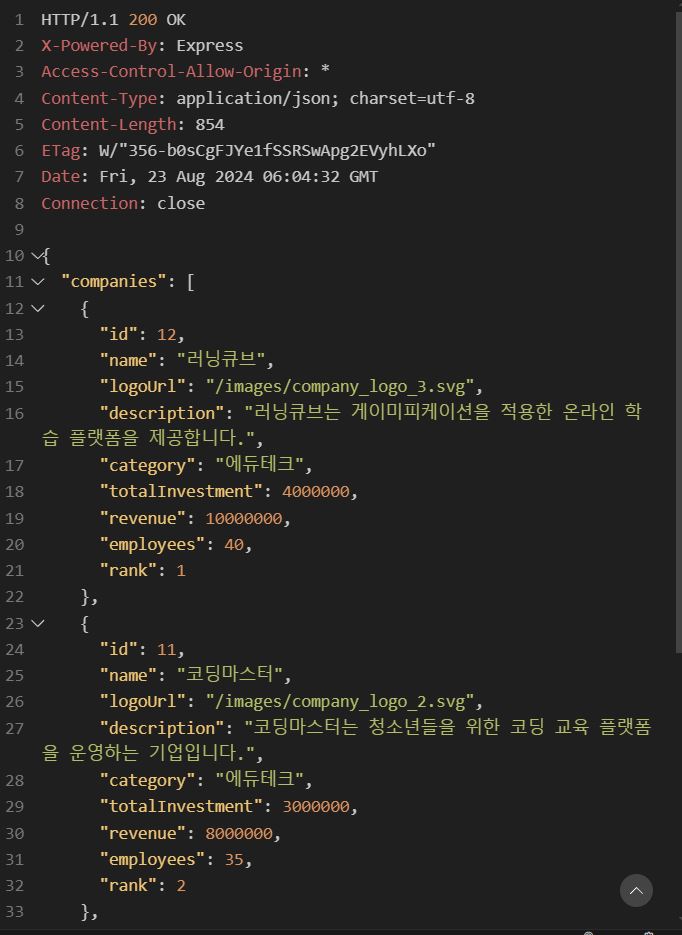 1 HTTP/1.1 200 OK
2 X-Powered-By: Express
3 Access-Control-Allow-Origin: *
4 Content-Type: application/json; charset=utf-8
5 Content-Length: 854
6 ETag: W/"356-b0sCgFJYe1fSSRSwApg2EVyhLXo"
7 Date: Fri, 23 Aug 2024 06:04:32 GMT
8 Connection: close
9
10 {
11 "companies": [
12 {
13 "id": 12,
14 "name": "러닝큐브",
15 "logoUrl": "/images/company_logo_3.svg",
16 "description": "러닝큐브는 게이미피케이션을 적용한 온라인 학
습 플랫폼을 제공합니다.",
17 "category": "에듀테크",
18 "totalInvestment": 4000000,
19 "revenue": 10000000,
20 "employees": 40,
21 "rank": 1
22 },
23 {
24 "id": 11,
25 "name": "코딩마스터",
26 "logoUrl": "/images/company_logo_2.svg",
27 "description": "코딩마스터는 청소년들을 위한 코딩 교육 플랫폼
을 운영하는 기업입니다.",
28 "category": "에듀테크",
29 "totalInvestment": 3000000,
30 "revenue": 8000000,
31 "employees": 35,
32 "rank": 2
33 },